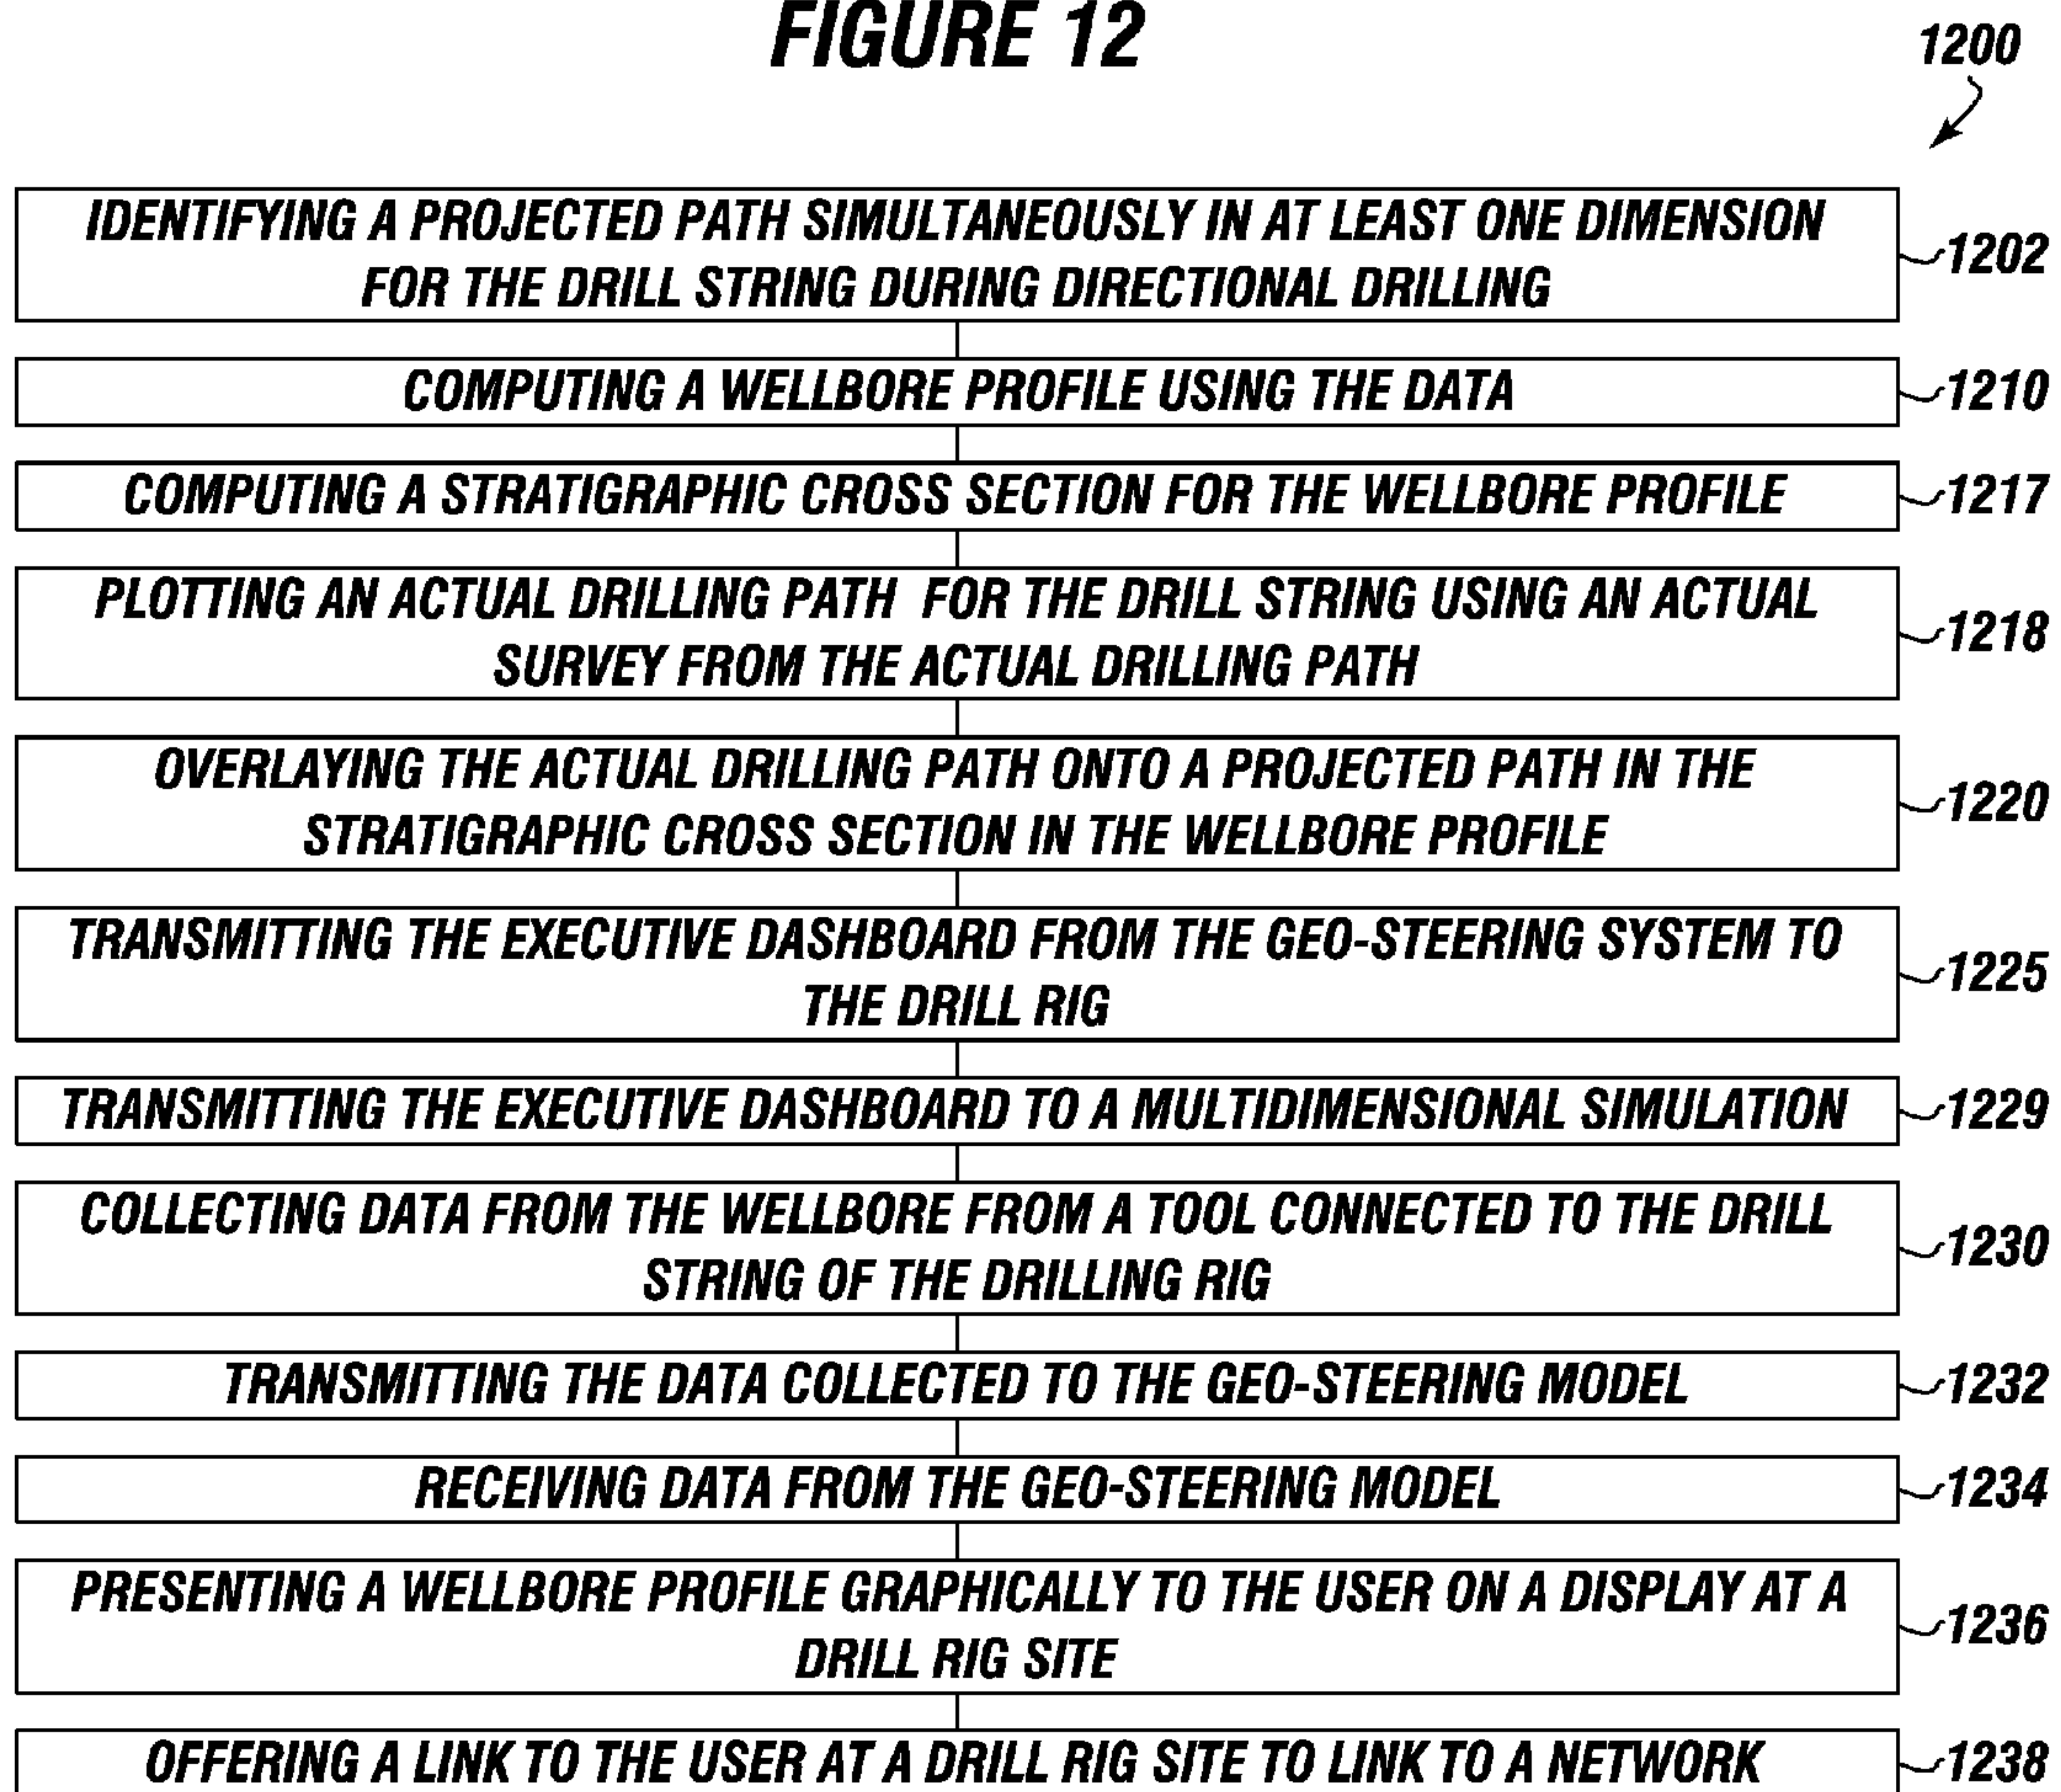 FIGURE 12
1200
IDENTIFYING A PROJECTED PATH SIMULTANEOUSLY IN AT LEAST ONE DIMENSION
FOR THE DRILL STRING DURING DIRECTIONAL DRILLING
1202
COMPUTING A WELLBORE PROFILE USING THE DATA
1210
COMPUTING A STRATIGRAPHIC CROSS SECTION FOR THE WELLBORE PROFILE
1217
PLOTTING AN ACTUAL DRILLING PATH FOR THE DRILL STRING USING AN ACTUAL
SURVEY FROM THE ACTUAL DRILLING PATH
1218
OVERLAYING THE ACTUAL DRILLING PATH ONTO A PROJECTED PATH IN THE
STRATIGRAPHIC CROSS SECTION IN THE WELLBORE PROFILE
1220
TRANSMITTING THE EXECUTIVE DASHBOARD FROM THE GEO-STEERING SYSTEM TO
THE DRILL RIG
1225
TRANSMITTING THE EXECUTIVE DASHBOARD TO A MULTIDIMENSIONAL SIMULATION
1229
COLLECTING DATA FROM THE WELLBORE FROM A TOOL CONNECTED TO THE DRILL
STRING OF THE DRILLING RIG
1230
TRANSMITTING THE DATA COLLECTED TO THE GEO-STEERING MODEL
1232
RECEIVING DATA FROM THE GEO-STEERING MODEL
1234
PRESENTING A WELLBORE PROFILE GRAPHICALLY TO THE USER ON A DISPLAY AT A
DRILL RIG SITE
1236
OFFERING A LINK TO THE USER AT A DRILL RIG SITE TO LINK TO A NETWORK
1238